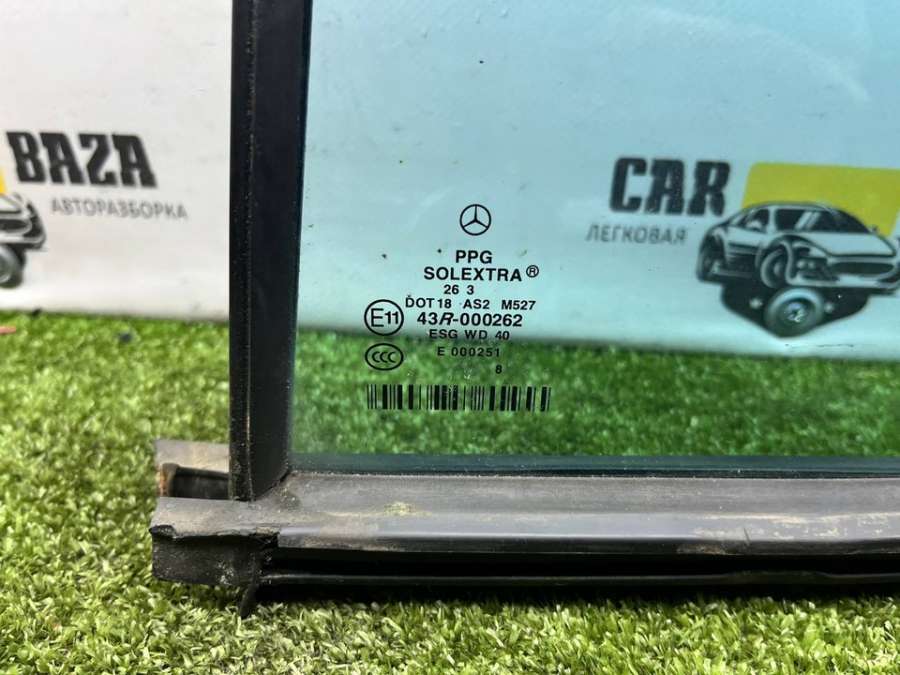 BAZA
АВТОРАЗБОРКА
CAR
ЛЕГКОВАЯ
PPG
SOLEXTRA®
26 3
DOT18 AS2 M527
E11 43R-000262
ESG WD 40
CCC E 000251
8